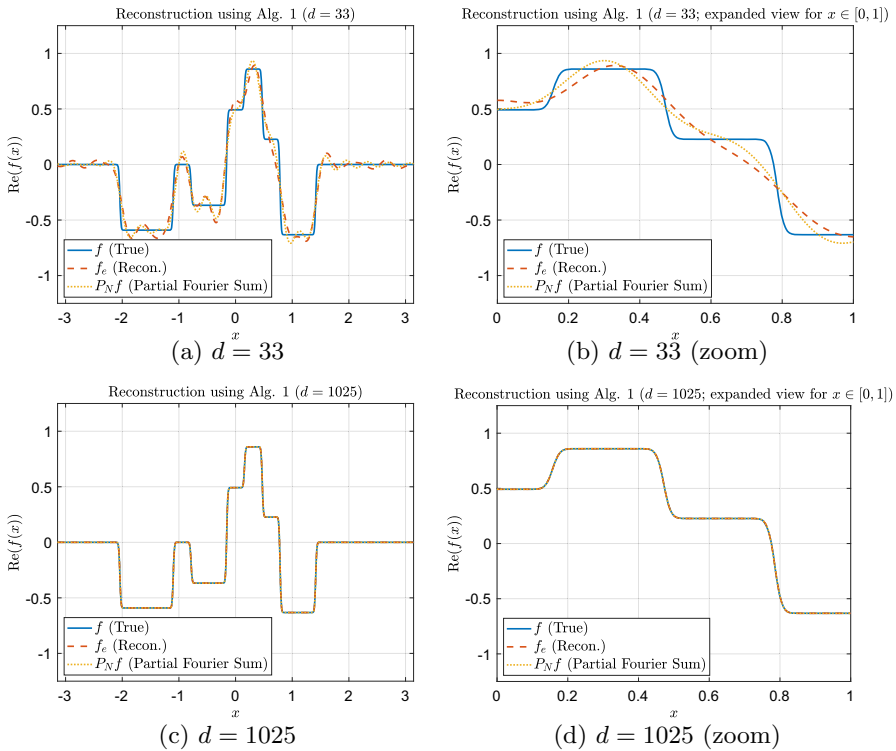 Reconstruction using Alg. 1 (d = 33)
1
0.5
0
-0.5
-1
Re(f(x))
f (True)
f_e (Recon.)
P_N f (Partial Fourier Sum)
-3 -2 -1 0 1 2 3
x
(a) d = 33
Reconstruction using Alg. 1 (d = 33; expanded view for x ∈ [0, 1])
1
0.5
0
-0.5
-1
Re(f(x))
f (True)
f_e (Recon.)
P_N f (Partial Fourier Sum)
0 0.2 0.4 0.6 0.8 1
x
(b) d = 33 (zoom)
Reconstruction using Alg. 1 (d = 1025)
1
0.5
0
-0.5
-1
Re(f(x))
f (True)
f_e (Recon.)
P_N f (Partial Fourier Sum)
-3 -2 -1 0 1 2 3
x
(c) d = 1025
Reconstruction using Alg. 1 (d = 1025; expanded view for x ∈ [0, 1])
1
0.5
0
-0.5
-1
Re(f(x))
f (True)
f_e (Recon.)
P_N f (Partial Fourier Sum)
0 0.2 0.4 0.6 0.8 1
x
(d) d = 1025 (zoom)